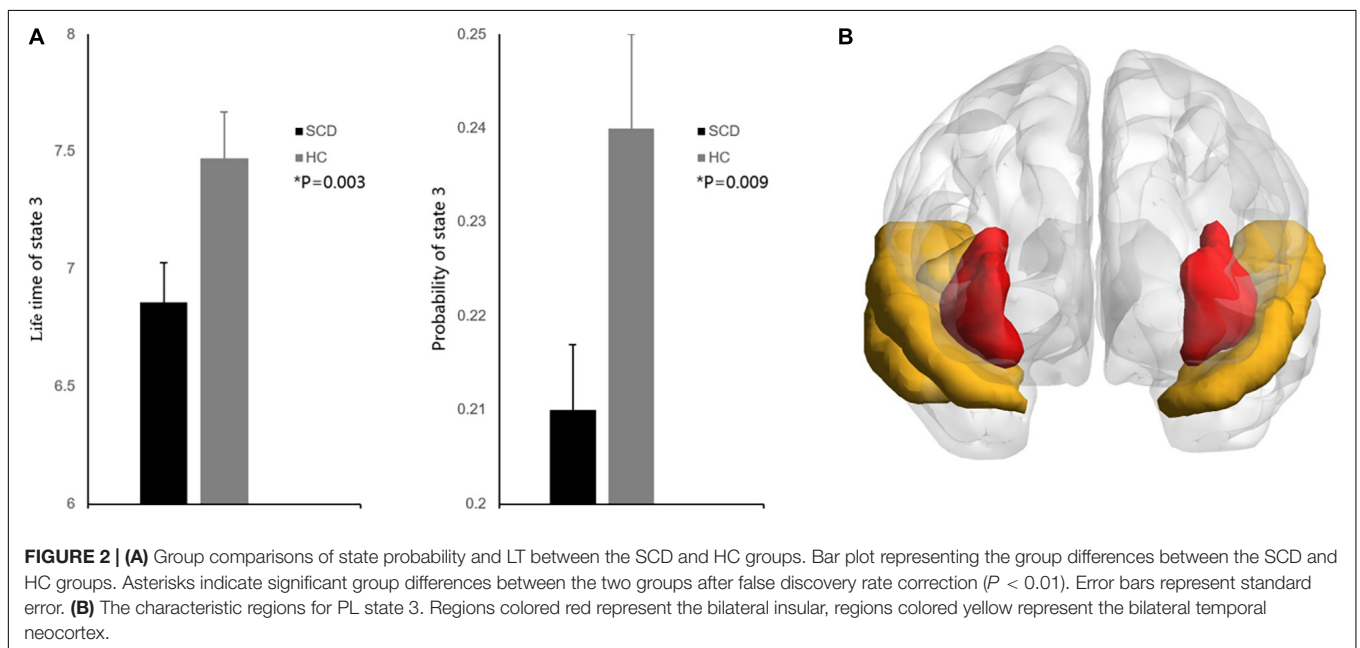 A
8
7.5
7
6.5
6
Life time of state 3
SCD
HC
*P=0.003
0.25
0.24
0.23
0.22
0.21
0.2
Probability of state 3
SCD
HC
*P=0.009
B
FIGURE 2 | (A) Group comparisons of state probability and LT between the SCD and HC groups. Bar plot representing the group differences between the SCD and
HC groups. Asterisks indicate significant group differences between the two groups after false discovery rate correction (P < 0.01). Error bars represent standard
error. (B) The characteristic regions for PL state 3. Regions colored red represent the bilateral insular, regions colored yellow represent the bilateral temporal
neocortex.